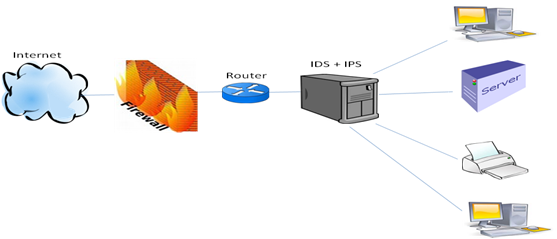 Internet
Firewall
Router
IDS + IPS
Server